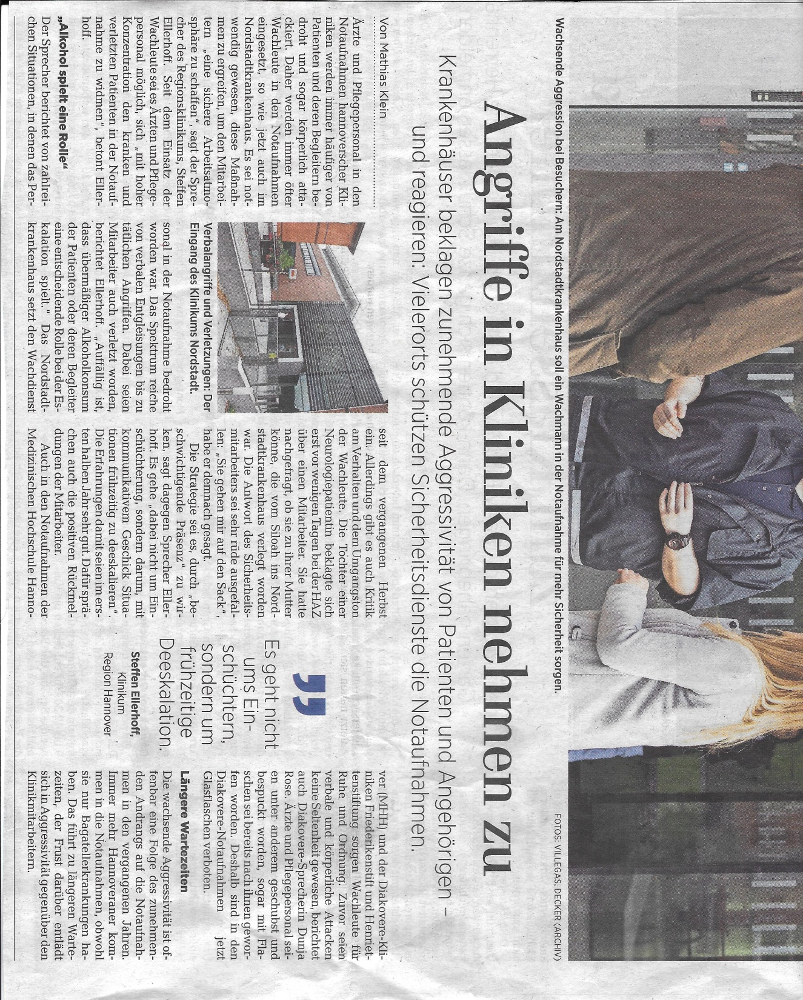 Wachsende Aggression bei Besuchern: Am Nordstadtkrankenhaus soll ein Wachmann in der Notaufnahme für mehr Sicherheit sorgen.
FOTOS: VILLEGAS, DECKER (ARCHIV)
Angriffe in Kliniken nehmen zu
Krankenhäuser beklagen zunehmende Aggressivität von Patienten und Angehörigen –
und reagieren: Vielerorts schützen Sicherheitsdienste die Notaufnahmen.
Von Mathias Klein
Ärzte und Pflegepersonal in den
Notaufnahmen hannoverscher Kli-
niken werden immer häufiger von
Patienten und deren Begleitern be-
droht und sogar körperlich atta-
ckiert. Daher werden immer öfter
Wachleute in den Notaufnahmen
eingesetzt, so wie jetzt auch im
Nordstadtkrankenhaus. Es sei not-
wendig gewesen, diese Maßnah-
men zu ergreifen, um den Mitarbei-
tern „eine sichere Arbeitsatmo-
sphäre zu schaffen“, sagt der Spre-
cher des Regionsklinikums, Steffen
Ellerhoff. Seit dem Einsatz der
Wachleute sei es Ärzten und Pflege-
personal möglich, sich „mit hoher
Konzentration den kranken und
verletzten Patienten in der Notauf-
nahme zu widmen“, betont Eller-
hoff.
„Alkohol spielt eine Rolle“
Der Sprecher berichtet von zahlrei-
chen Situationen, in denen das Per-
Verbalangriffe und Verletzungen: Der
Eingang des Klinikums Nordstadt.
sonal in der Notaufnahme bedroht
worden war. Das Spektrum reiche
von verbalen Entgleisungen bis zu
tätlichen Angriffen. Dabei seien
Mitarbeiter auch verletzt worden,
berichtet Ellerhoff. „Auffällig ist,
dass übermäßiger Alkoholkonsum
der Patienten oder deren Begleiter
eine entscheidende Rolle bei der Es-
kalation spielt.“ Das Nordstadt-
krankenhaus setzt den Wachdienst
seit dem vergangenen Herbst
ein. Allerdings gibt es auch Kritik
am Verhalten und dem Umgangston
der Wachleute. Die Tochter einer
Neurologiepatientin beklagte sich
erst vor wenigen Tagen bei der HAZ
über einen Mitarbeiter. Sie hatte
nachgefragt, ob sie zu ihrer Mutter
könne, die vom Siloah ins Nord-
stadtkrankenhaus verlegt worden
war. Die Antwort des Sicherheits-
mitarbeiters sei sehr rüde ausgefal-
len: „Sie gehen mir auf den Sack“,
habe er demnach gesagt.
Die Strategie sei es, durch „be-
schwichtigende Präsenz“ zu wir-
ken, sagt dagegen Sprecher Eller-
hoff. Es gehe „dabei nicht um Ein-
schüchterung, sondern darum, mit
kommunikativem Geschick Situa-
tionen frühzeitig zu deeskalieren“.
Die Erfahrungen damit seien im ers-
ten halben Jahr sehr gut. Dafür sprä-
chen auch die positiven Rückmel-
dungen der Mitarbeiter.
Auch in den Notaufnahmen der
Medizinischen Hochschule Hanno-
Es geht nicht
ums Ein-
schüchtern,
sondern um
frühzeitige
Deeskalation.
Steffen Ellerhoff,
Klinikum
Region Hannover
ver (MHH) und der Diakovere-Kli-
niken Friederikenstift und Henriet-
tenstiftung sorgen Wachleute für
Ruhe und Ordnung. Zuvor seien
verbale und körperliche Attacken
keine Seltenheit gewesen, berichtet
auch Diakovere-Sprecherin Dunja
Rose. Ärzte und Pflegepersonal sei-
en unter anderem geschubst und
bespuckt worden, sogar mit Fla-
schen sei bereits nach ihnen gewor-
fen worden. Deshalb sind in den
Diakovere-Notaufnahmen jetzt
Glasflaschen verboten.
Längere Wartezeiten
Die wachsende Aggressivität ist of-
fenbar eine Folge des zunehmen-
den Andrangs auf die Notaufnah-
men in den vergangenen Jahren.
Immer mehr Hannoveraner kom-
men in die Notaufnahmen, obwohl
sie nur Bagatellerkrankungen ha-
ben. Das führt zu längeren Warte-
zeiten, der Frust darüber entlädt
sich in Aggressivität gegenüber den
Klinikmitarbeitern.